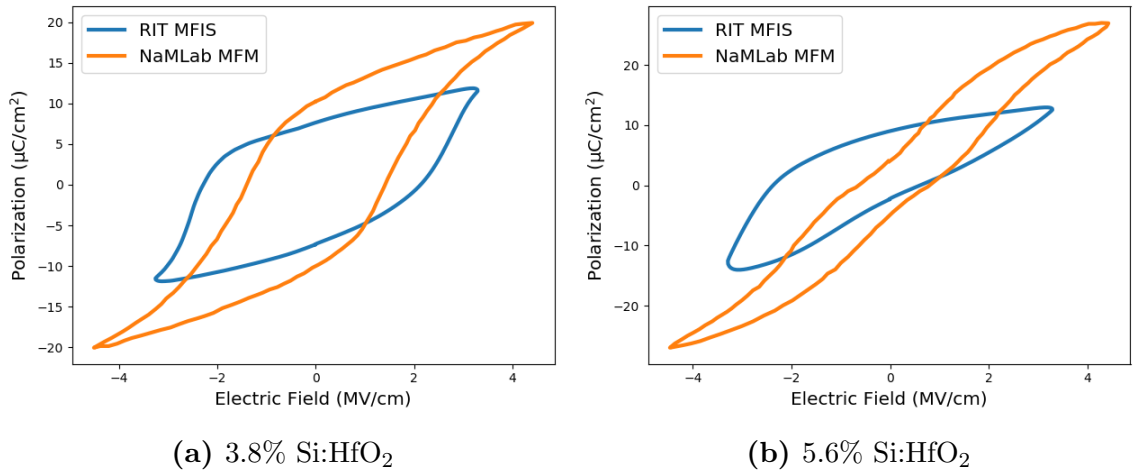 RIT MFIS
NaMLab MFM
20
15
10
5
0
−5
−10
−15
−20
Polarization (μC/cm²)
−4 −2 0 2 4
Electric Field (MV/cm)
(a) 3.8% Si:HfO₂
RIT MFIS
NaMLab MFM
20
10
0
−10
−20
Polarization (μC/cm²)
−4 −2 0 2 4
Electric Field (MV/cm)
(b) 5.6% Si:HfO₂